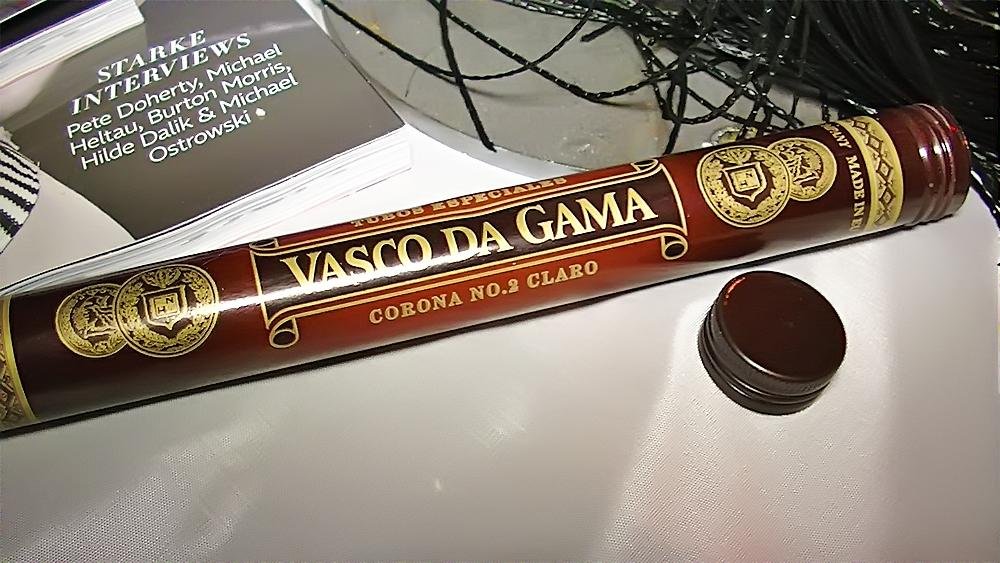 STARKE
INTERVIEWS
Pete Doherty, Michael
Heltau, Burton Morris,
Hilde Dalik & Michael
Ostrowski •
TUBOS ESPECIALES
VASCO DA GAMA
CORONA NO.2 CLARO
MADE IN